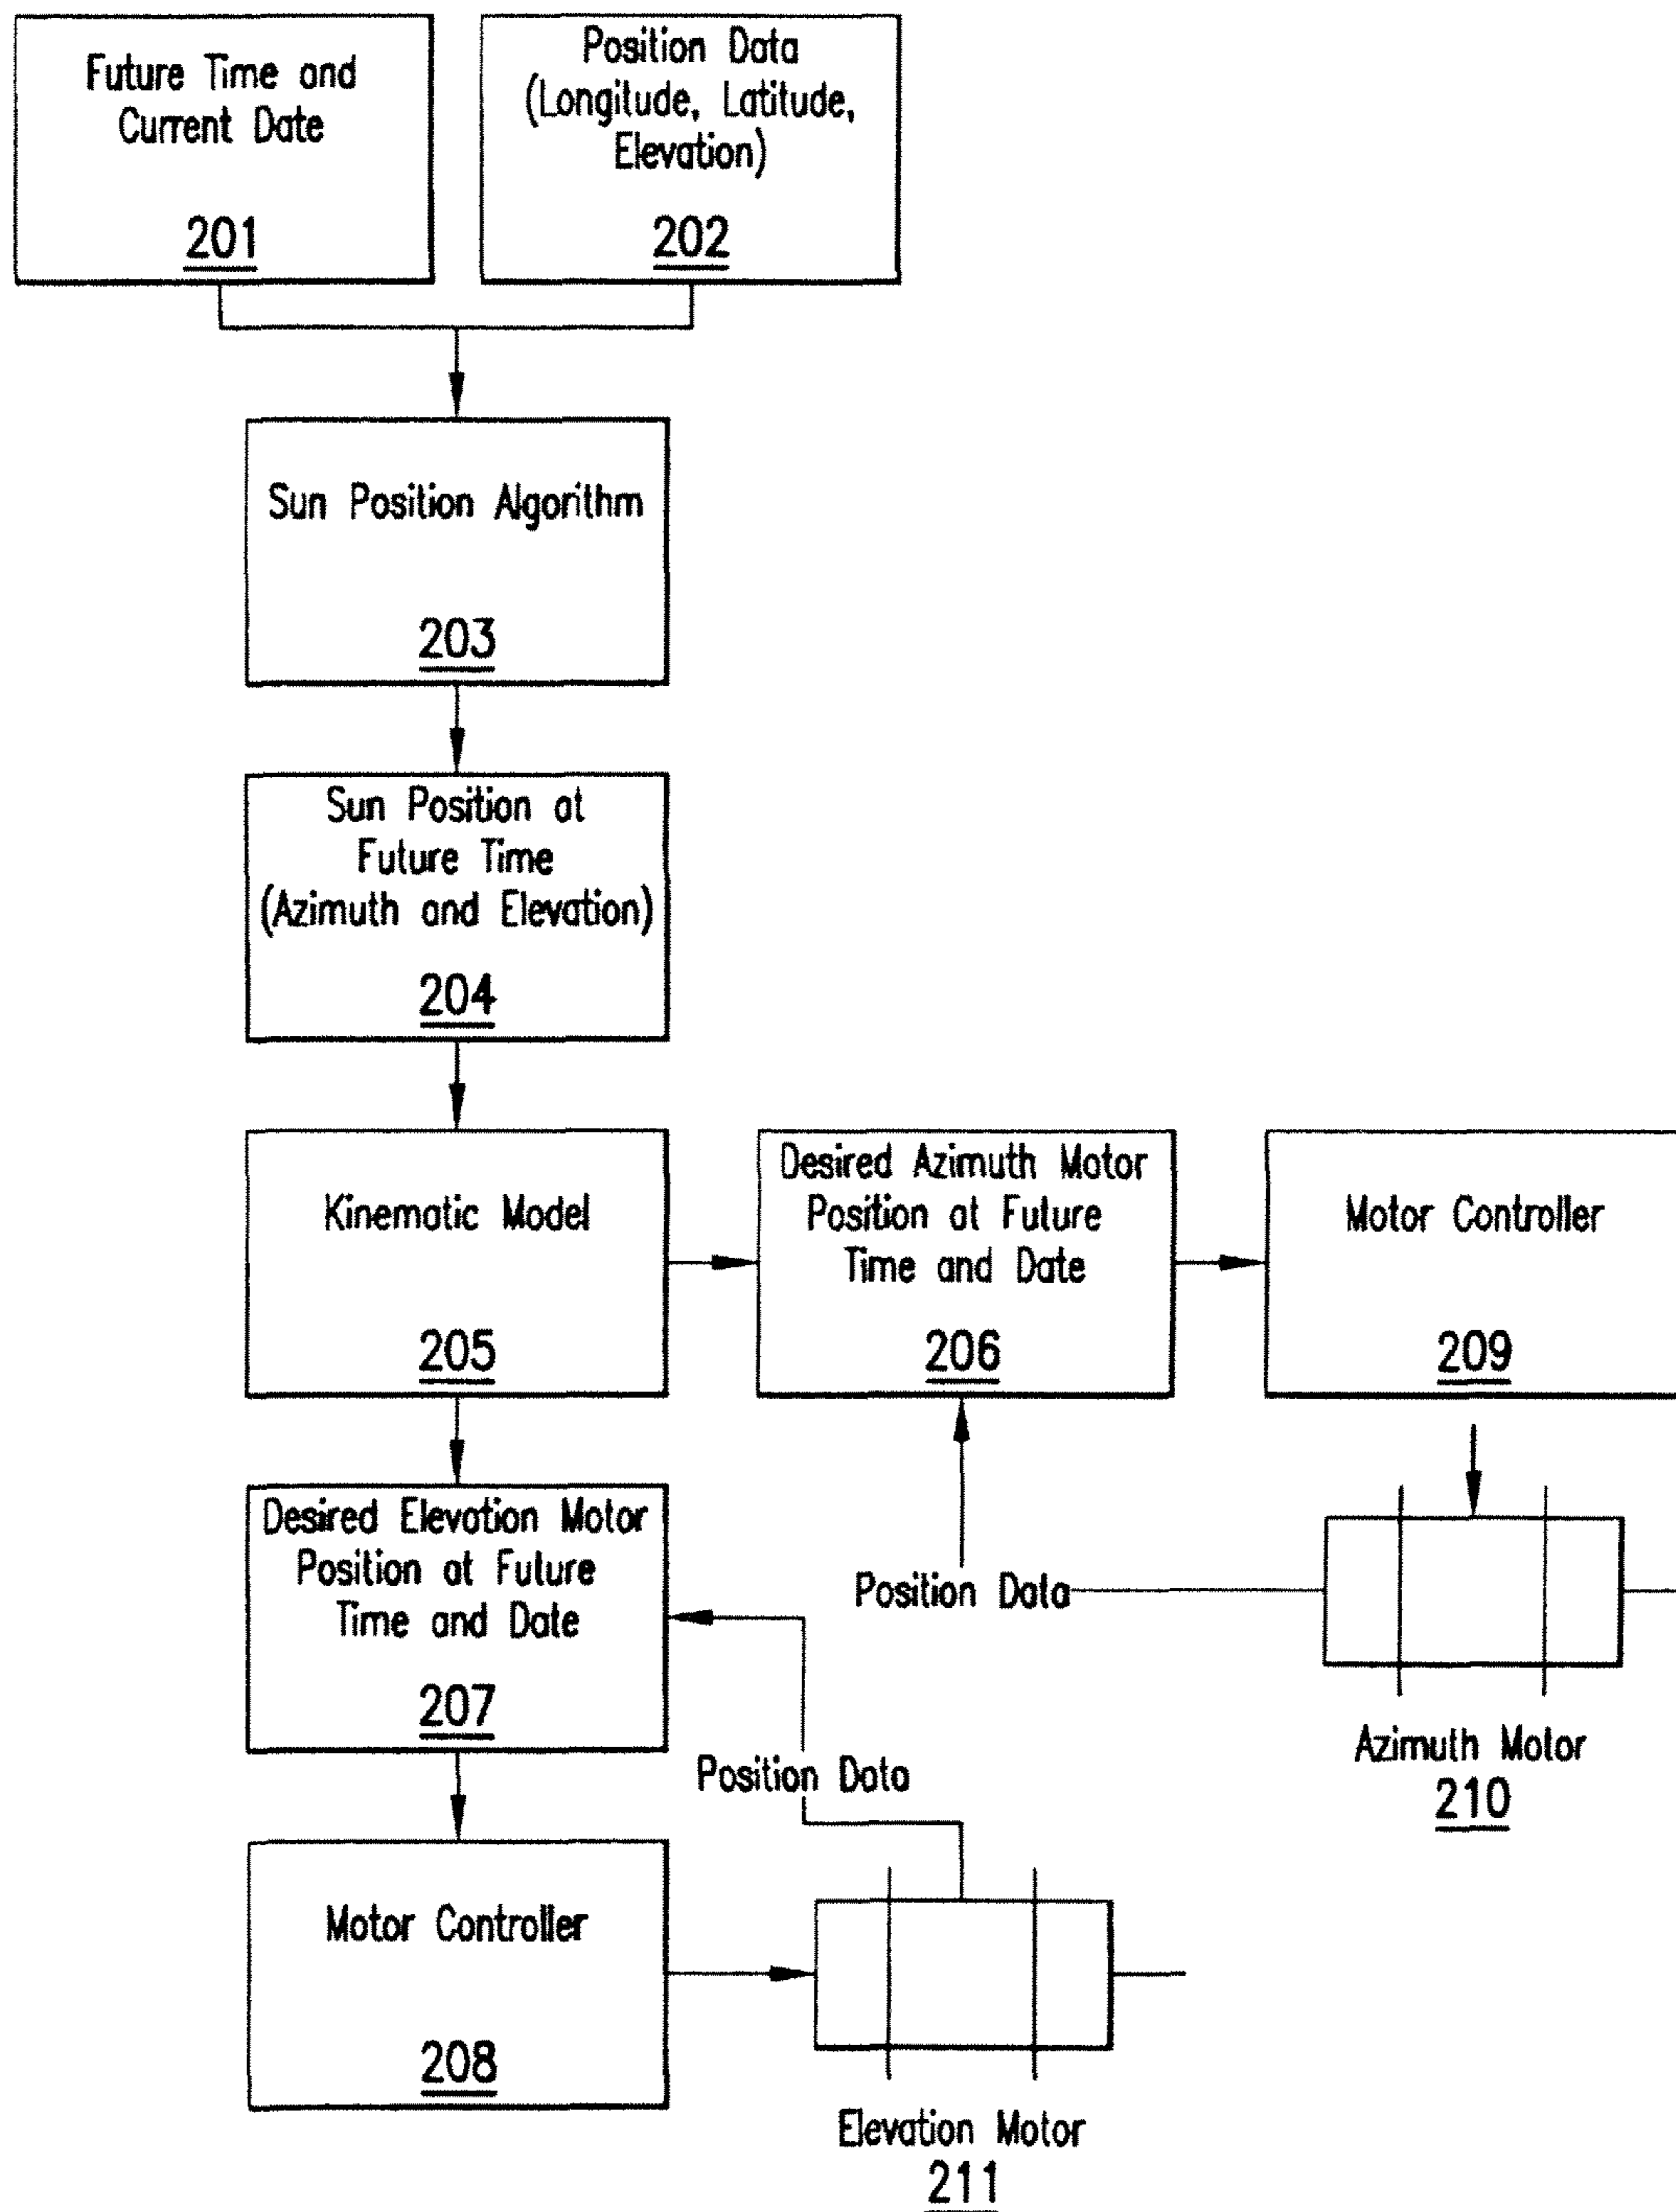 Future Time and
Current Date
201
Position Data
(Longitude, Latitude,
Elevation)
202
Sun Position Algorithm
203
Sun Position at
Future Time
(Azimuth and Elevation)
204
Kinematic Model
205
Desired Azimuth Motor
Position at Future
Time and Date
206
Motor Controller
209
Desired Elevation Motor
Position at Future
Time and Date
207
Position Data
Azimuth Motor
210
Position Data
Motor Controller
208
Elevation Motor
211